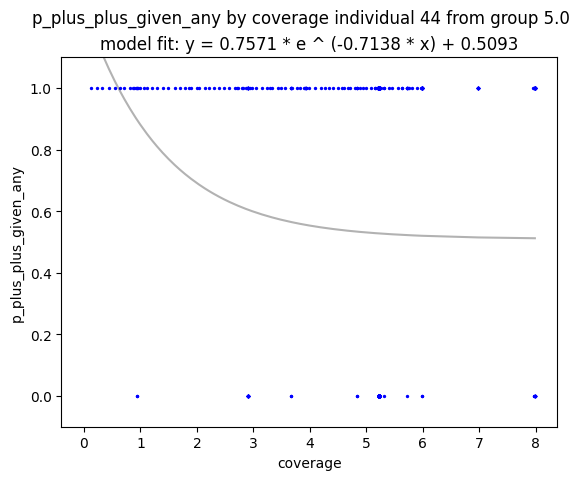 p_plus_plus_given_any by coverage individual 44 from group 5.0
model fit: y = 0.7571 * e ^ (-0.7138 * x) + 0.5093
p_plus_plus_given_any
1.0
0.8
0.6
0.4
0.2
0.0
0 1 2 3 4 5 6 7 8
coverage